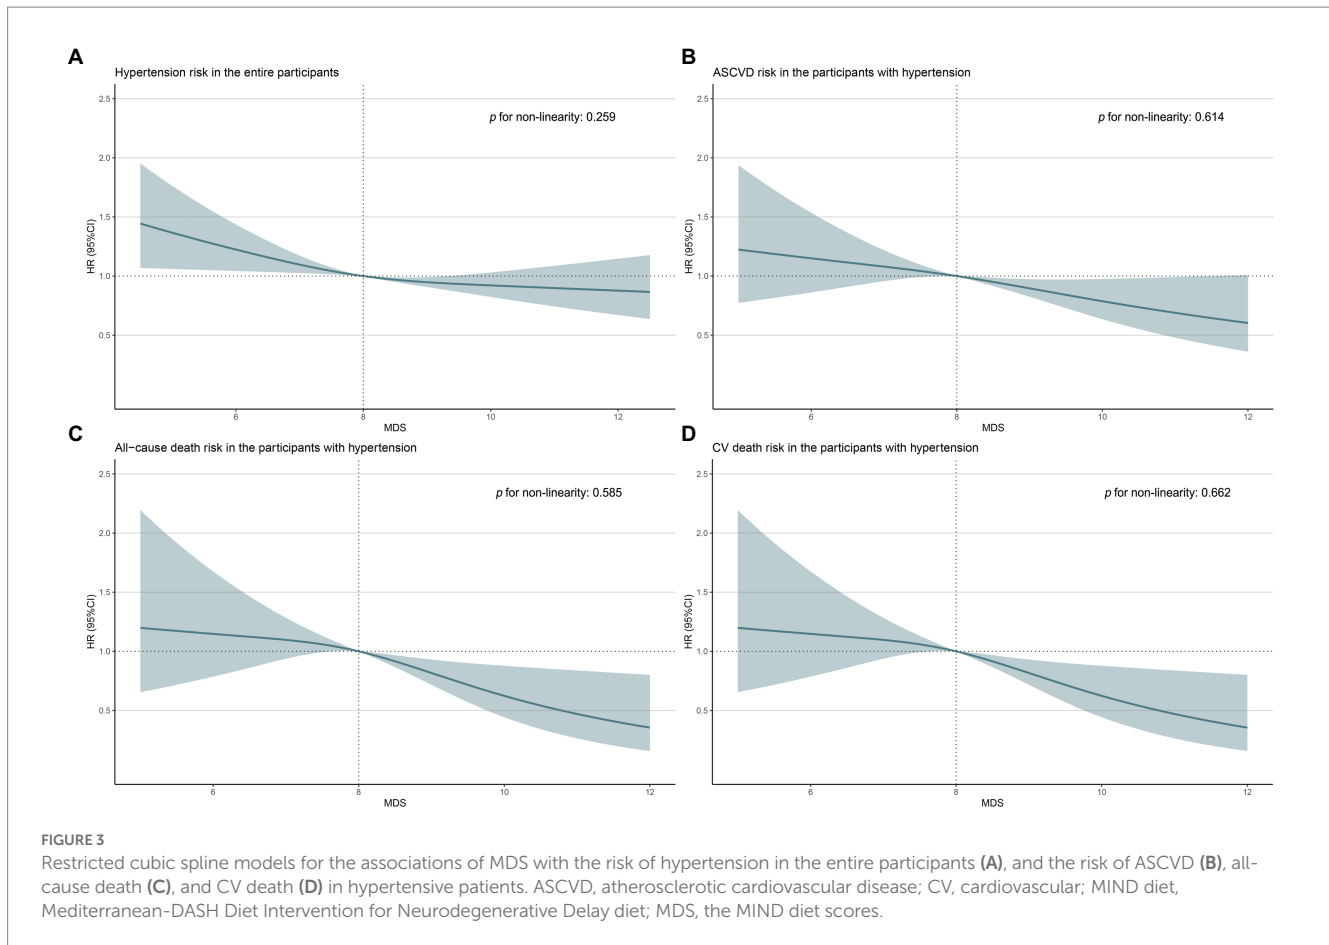 A
Hypertension risk in the entire participants
p for non-linearity: 0.259
2.5
2.0
1.5
1.0
0.5
HR (95%CI)
6
8
10
12
MDS
B
ASCVD risk in the participants with hypertension
p for non-linearity: 0.614
2.5
2.0
1.5
1.0
0.5
HR (95%CI)
6
8
10
12
MDS
C
All−cause death risk in the participants with hypertension
p for non-linearity: 0.585
2.5
2.0
1.5
1.0
0.5
HR (95%CI)
6
8
10
12
MDS
D
CV death risk in the participants with hypertension
p for non-linearity: 0.662
2.5
2.0
1.5
1.0
0.5
HR (95%CI)
6
8
10
12
MDS
FIGURE 3
Restricted cubic spline models for the associations of MDS with the risk of hypertension in the entire participants (A), and the risk of ASCVD (B), all-
cause death (C), and CV death (D) in hypertensive patients. ASCVD, atherosclerotic cardiovascular disease; CV, cardiovascular; MIND diet,
Mediterranean-DASH Diet Intervention for Neurodegenerative Delay diet; MDS, the MIND diet scores.